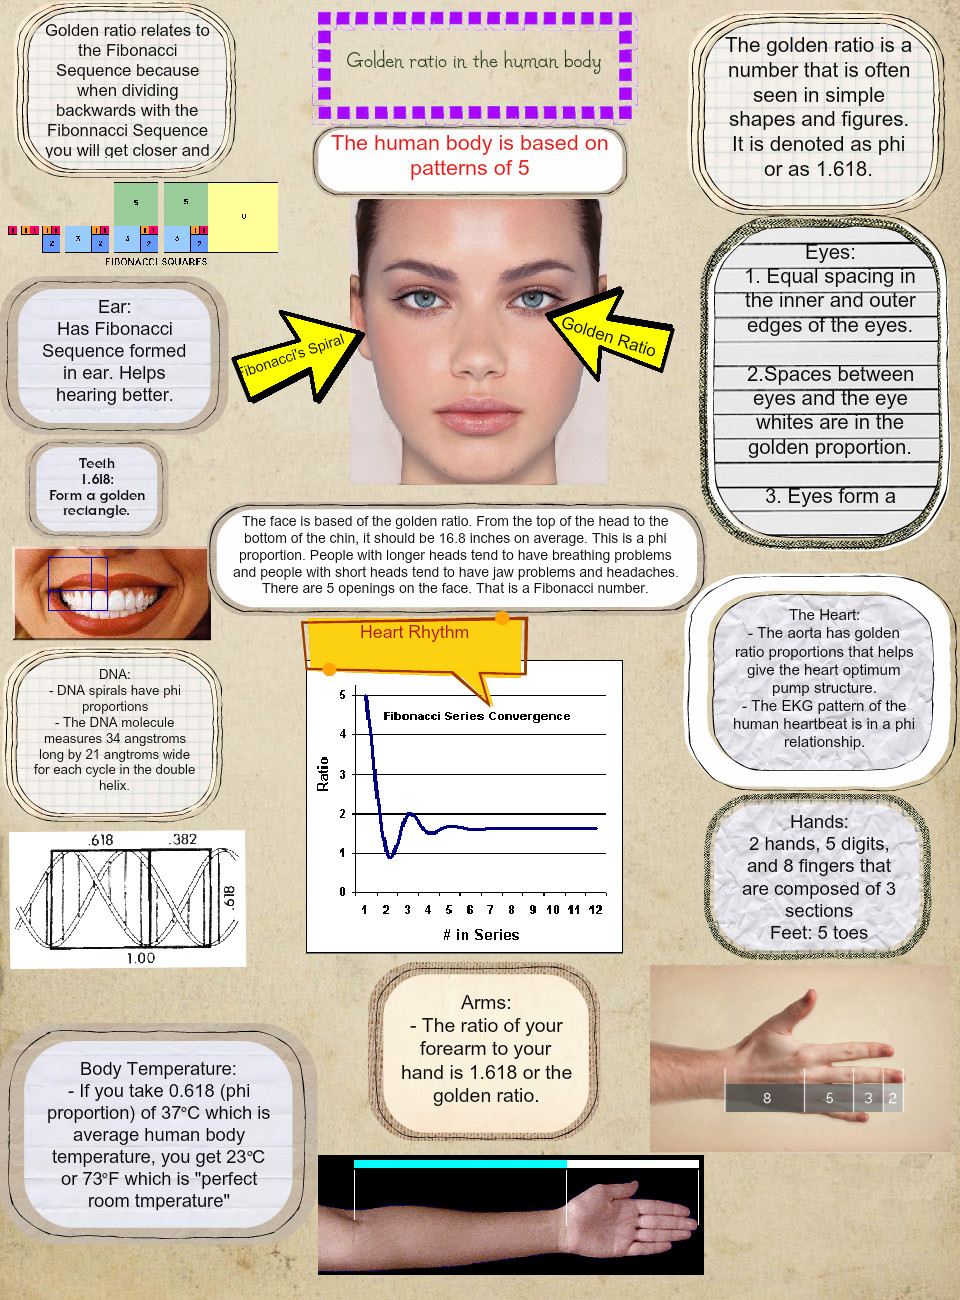 Golden ratio relates to
the Fibonacci
Sequence because
when dividing
backwards with the
Fibonnacci Sequence
you will get closer and
Golden ratio in the human body
The golden ratio is a
number that is often
seen in simple
shapes and figures.
It is denoted as phi
or as 1.618.
The human body is based on
patterns of 5
1
1 1
1 1
2
3
1 1
2
5
3
1 1
2
5
3
1 1
2
8
FIBONACCI SQUARES
Eyes:
1. Equal spacing in
the inner and outer
edges of the eyes.
2.Spaces between
eyes and the eye
whites are in the
golden proportion.
3. Eyes form a
Ear:
Has Fibonacci
Sequence formed
in ear. Helps
hearing better.
Fibonacci's Spiral
Golden Ratio
Teeth
1.618:
Form a golden
rectangle.
The face is based of the golden ratio. From the top of the head to the
bottom of the chin, it should be 16.8 inches on average. This is a phi
proportion. People with longer heads tend to have breathing problems
and people with short heads tend to have jaw problems and headaches.
There are 5 openings on the face. That is a Fibonacci number.
The Heart:
- The aorta has golden
ratio proportions that helps
give the heart optimum
pump structure.
- The EKG pattern of the
human heartbeat is in a phi
relationship.
Heart Rhythm
Fibonacci Series Convergence
Ratio
5
4
3
2
1
0
1 2 3 4 5 6 7 8 9 10 11 12
# in Series
DNA:
- DNA spirals have phi
proportions
- The DNA molecule
measures 34 angstroms
long by 21 angtroms wide
for each cycle in the double
helix.
.618 .382
.618
1.00
Hands:
2 hands, 5 digits,
and 8 fingers that
are composed of 3
sections
Feet: 5 toes
8 5 3 2
Arms:
- The ratio of your
forearm to your
hand is 1.618 or the
golden ratio.
Body Temperature:
- If you take 0.618 (phi
proportion) of 37°C which is
average human body
temperature, you get 23°C
or 73°F which is "perfect
room tmperature"